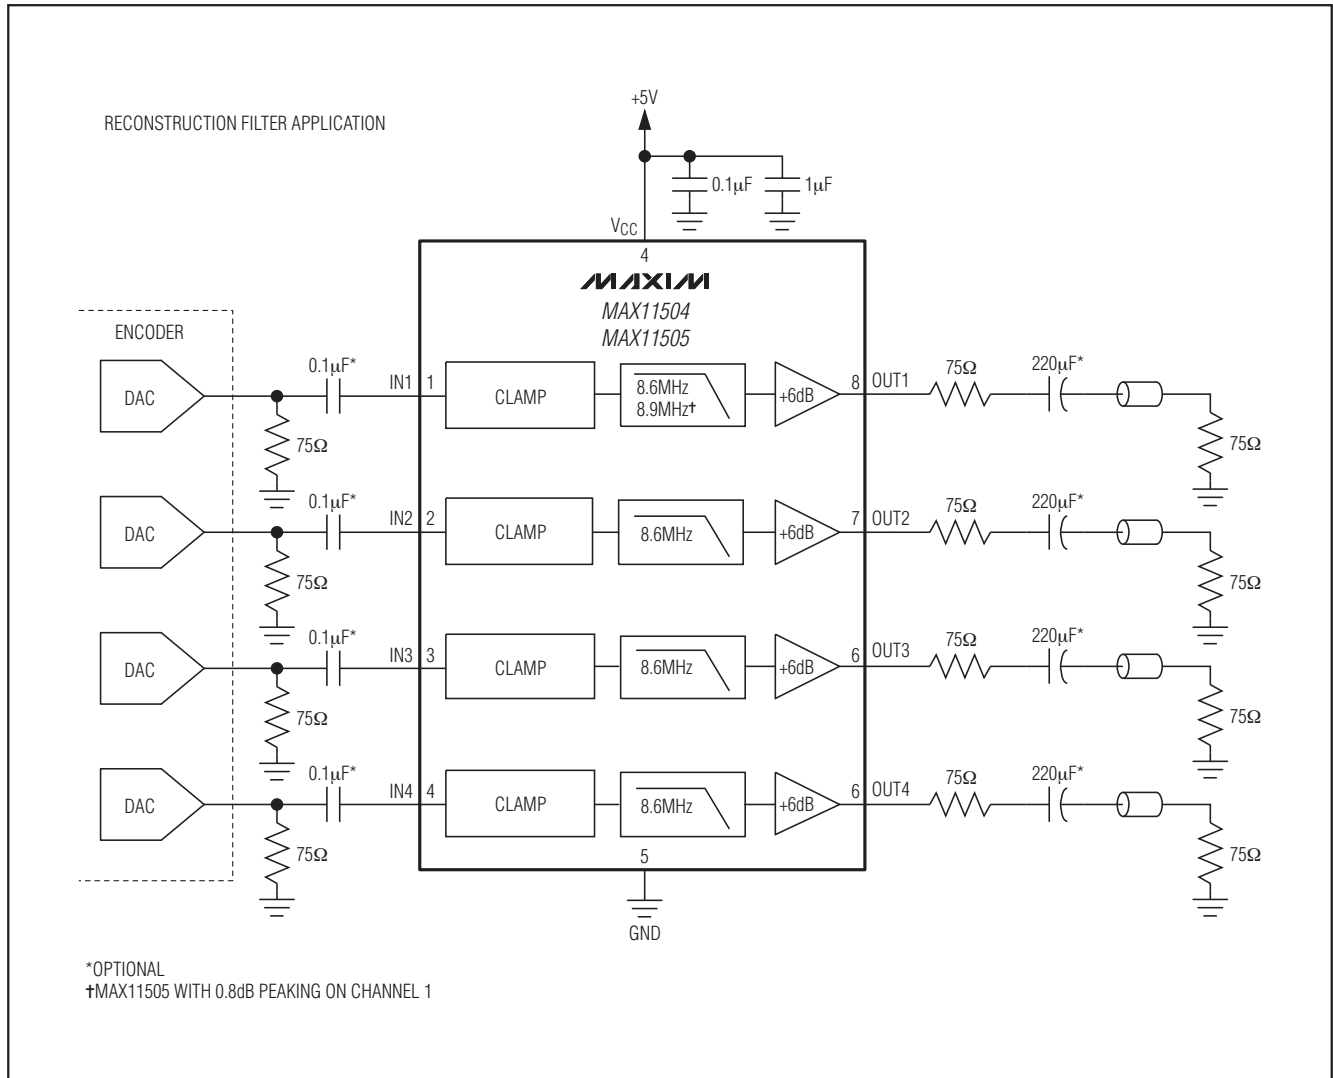 RECONSTRUCTION FILTER APPLICATION
+5V
0.1µF
1µF
VCC
4
MAXIM
MAX11504
MAX11505
ENCODER
DAC
75Ω
0.1µF*
IN1
1
CLAMP
8.6MHz
8.9MHz†
+6dB
8
OUT1
75Ω
220µF*
75Ω
DAC
75Ω
0.1µF*
IN2
2
CLAMP
8.6MHz
+6dB
7
OUT2
75Ω
220µF*
75Ω
DAC
75Ω
0.1µF*
IN3
3
CLAMP
8.6MHz
+6dB
6
OUT3
75Ω
220µF*
75Ω
DAC
75Ω
0.1µF*
IN4
4
CLAMP
8.6MHz
+6dB
6
OUT4
75Ω
220µF*
75Ω
5
GND
*OPTIONAL
†MAX11505 WITH 0.8dB PEAKING ON CHANNEL 1